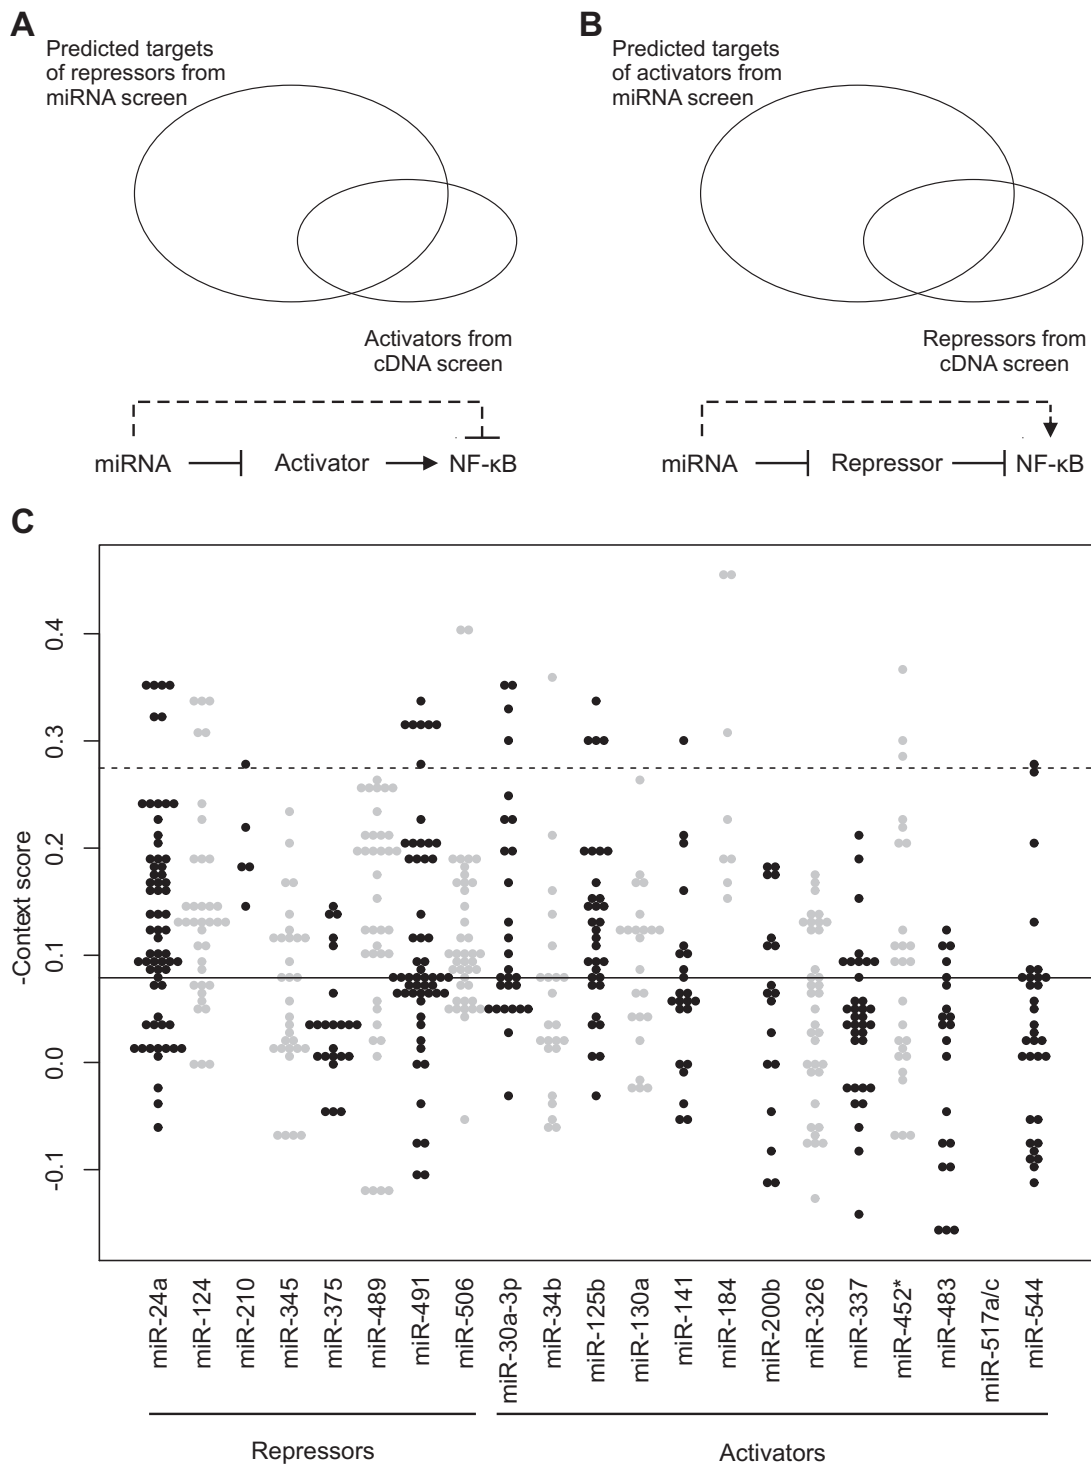 A
Predicted targets
of repressors from
miRNA screen
Activators from
cDNA screen
miRNA
Activator
NF-κB
B
Predicted targets
of activators from
miRNA screen
Repressors from
cDNA screen
miRNA
Repressor
NF-κB
C
-Context score
0.4
0.3
0.2
0.1
0.0
-0.1
miR-24a
miR-124
miR-210
miR-345
miR-375
miR-489
miR-491
miR-506
miR-30a-3p
miR-34b
miR-125b
miR-130a
miR-141
miR-184
miR-200b
miR-326
miR-337
miR-452*
miR-483
miR-517a/c
miR-544
Repressors
Activators